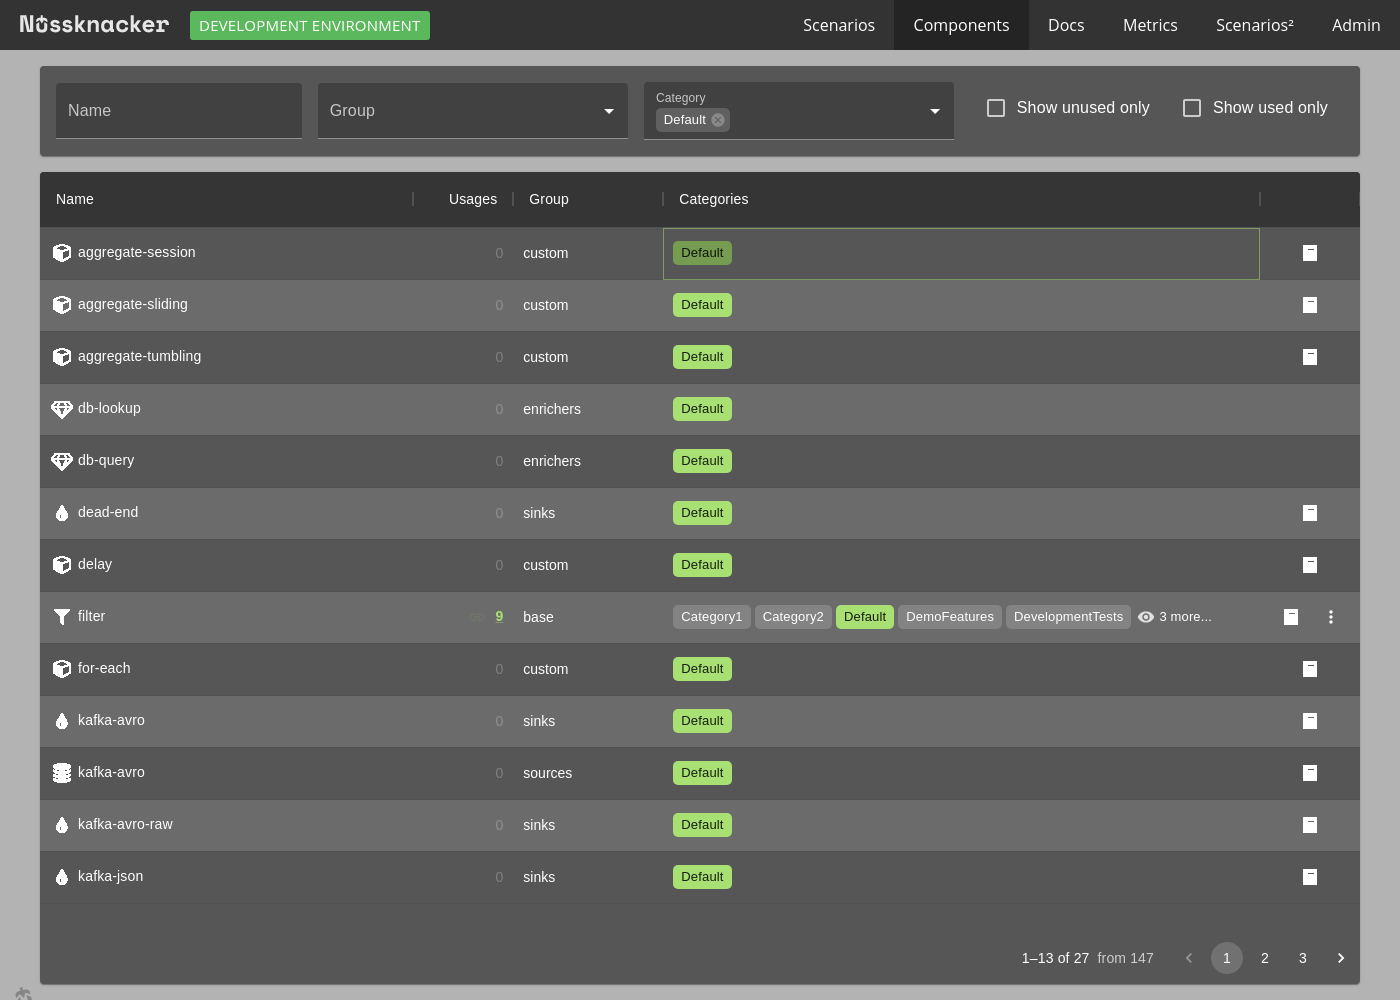 Nussknacker DEVELOPMENT ENVIRONMENT Scenarios Components Docs Metrics Scenarios² Admin
Name Group Category Default Show unused only Show used only
Name Usages Group Categories
aggregate-session 0 custom Default
aggregate-sliding 0 custom Default
aggregate-tumbling 0 custom Default
db-lookup 0 enrichers Default
db-query 0 enrichers Default
dead-end 0 sinks Default
delay 0 custom Default
filter 9 base Category1 Category2 Default DemoFeatures DevelopmentTests 3 more...
for-each 0 custom Default
kafka-avro 0 sinks Default
kafka-avro 0 sources Default
kafka-avro-raw 0 sinks Default
kafka-json 0 sinks Default
1–13 of 27 from 147 1 2 3